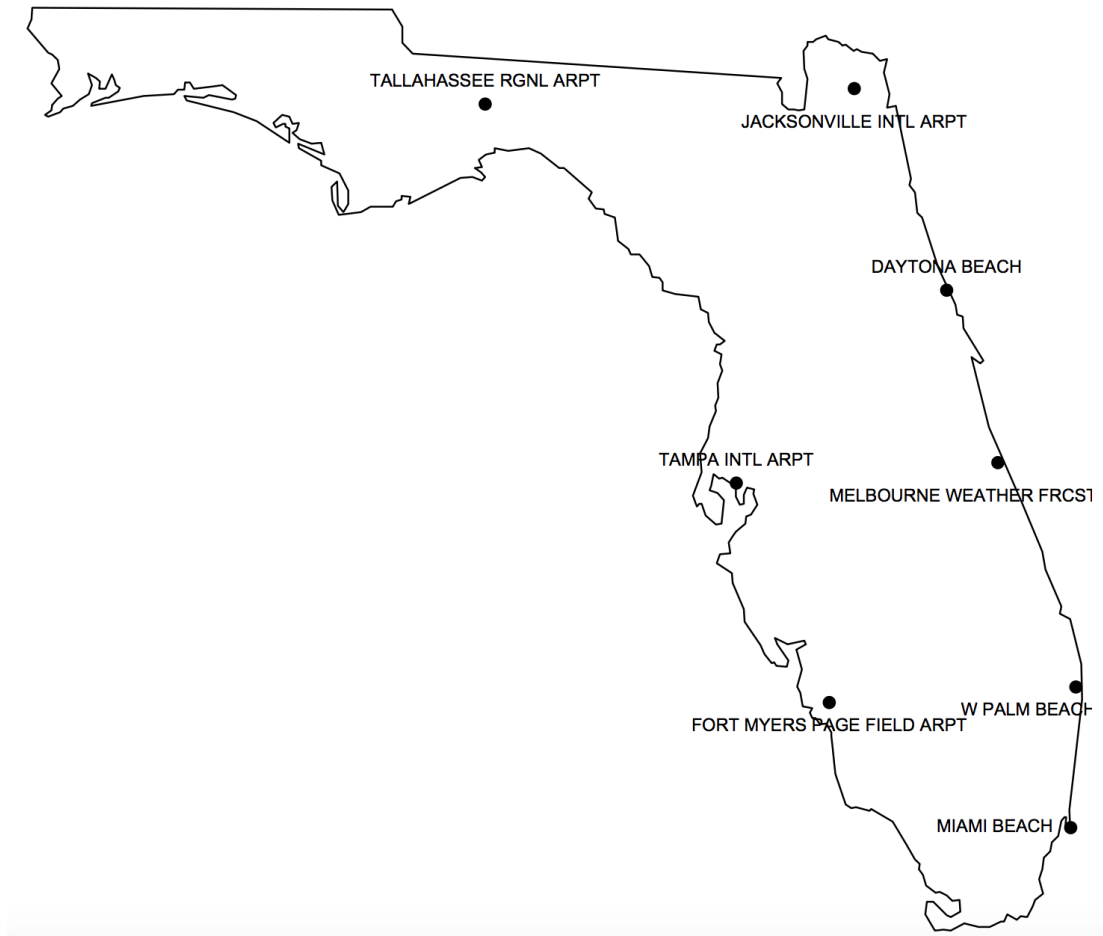 TALLAHASSEE RGNL ARPT
JACKSONVILLE INTL ARPT
DAYTONA BEACH
TAMPA INTL ARPT
MELBOURNE WEATHER FRCST
W PALM BEACH
FORT MYERS PAGE FIELD ARPT
MIAMI BEACH